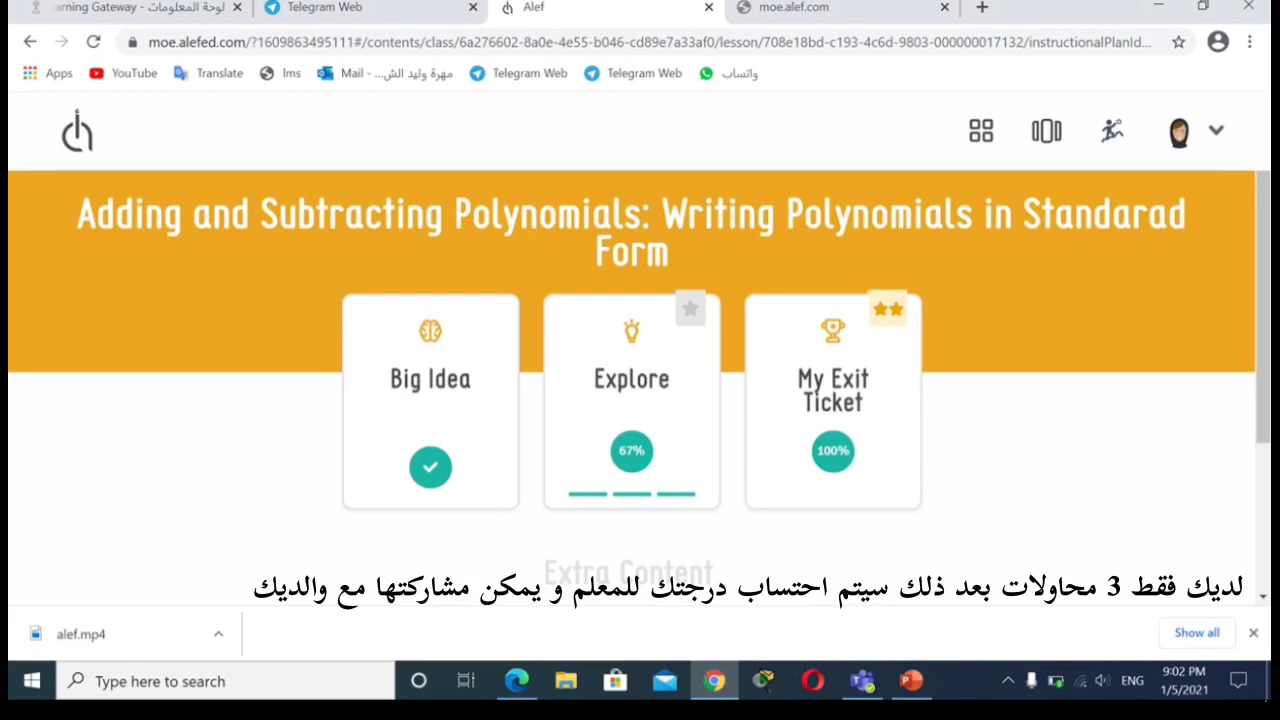 arning Gateway - لوحة المعلومات
Telegram Web
Alef
moe.alef.com
moe.alefed.com/?1609863495111#/contents/class/6a276602-8a0e-4e55-b046-cd89e7a33af0/lesson/708e18bd-c193-4c6d-9803-000000017132/instructionalPlanId...
Apps YouTube Translate lms Mail - مهرة وليد الش... Telegram Web Telegram Web واتساب
Adding and Subtracting Polynomials: Writing Polynomials in Standarad
Form
Big Idea
Explore
67%
My Exit
Ticket
100%
Extra Content
لديك فقط 3 محاولات بعد ذلك سيتم احتساب درجتك للمعلم و يمكن مشاركتها مع والديك
alef.mp4
Show all
Type here to search
ENG
9:02 PM
1/5/2021